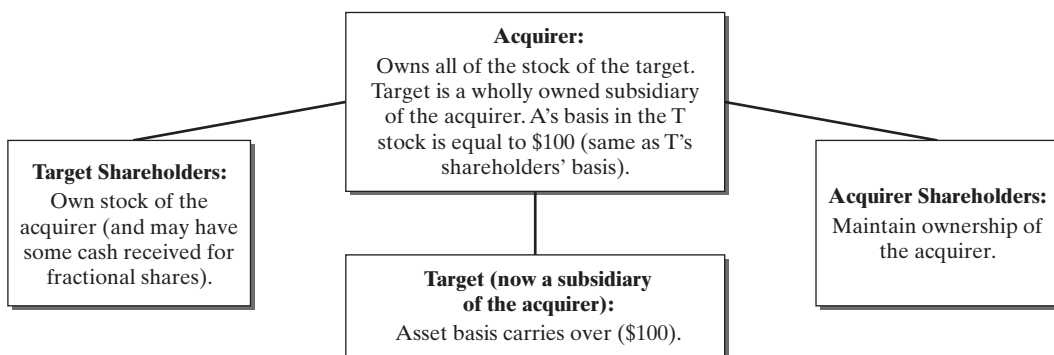 Acquirer:
Owns all of the stock of the target.
Target is a wholly owned subsidiary
of the acquirer. A's basis in the T
stock is equal to $100 (same as T's
shareholders' basis).
Target Shareholders:
Own stock of the
acquirer (and may have
some cash received for
fractional shares).
Acquirer Shareholders:
Maintain ownership of
the acquirer.
Target (now a subsidiary
of the acquirer):
Asset basis carries over ($100).